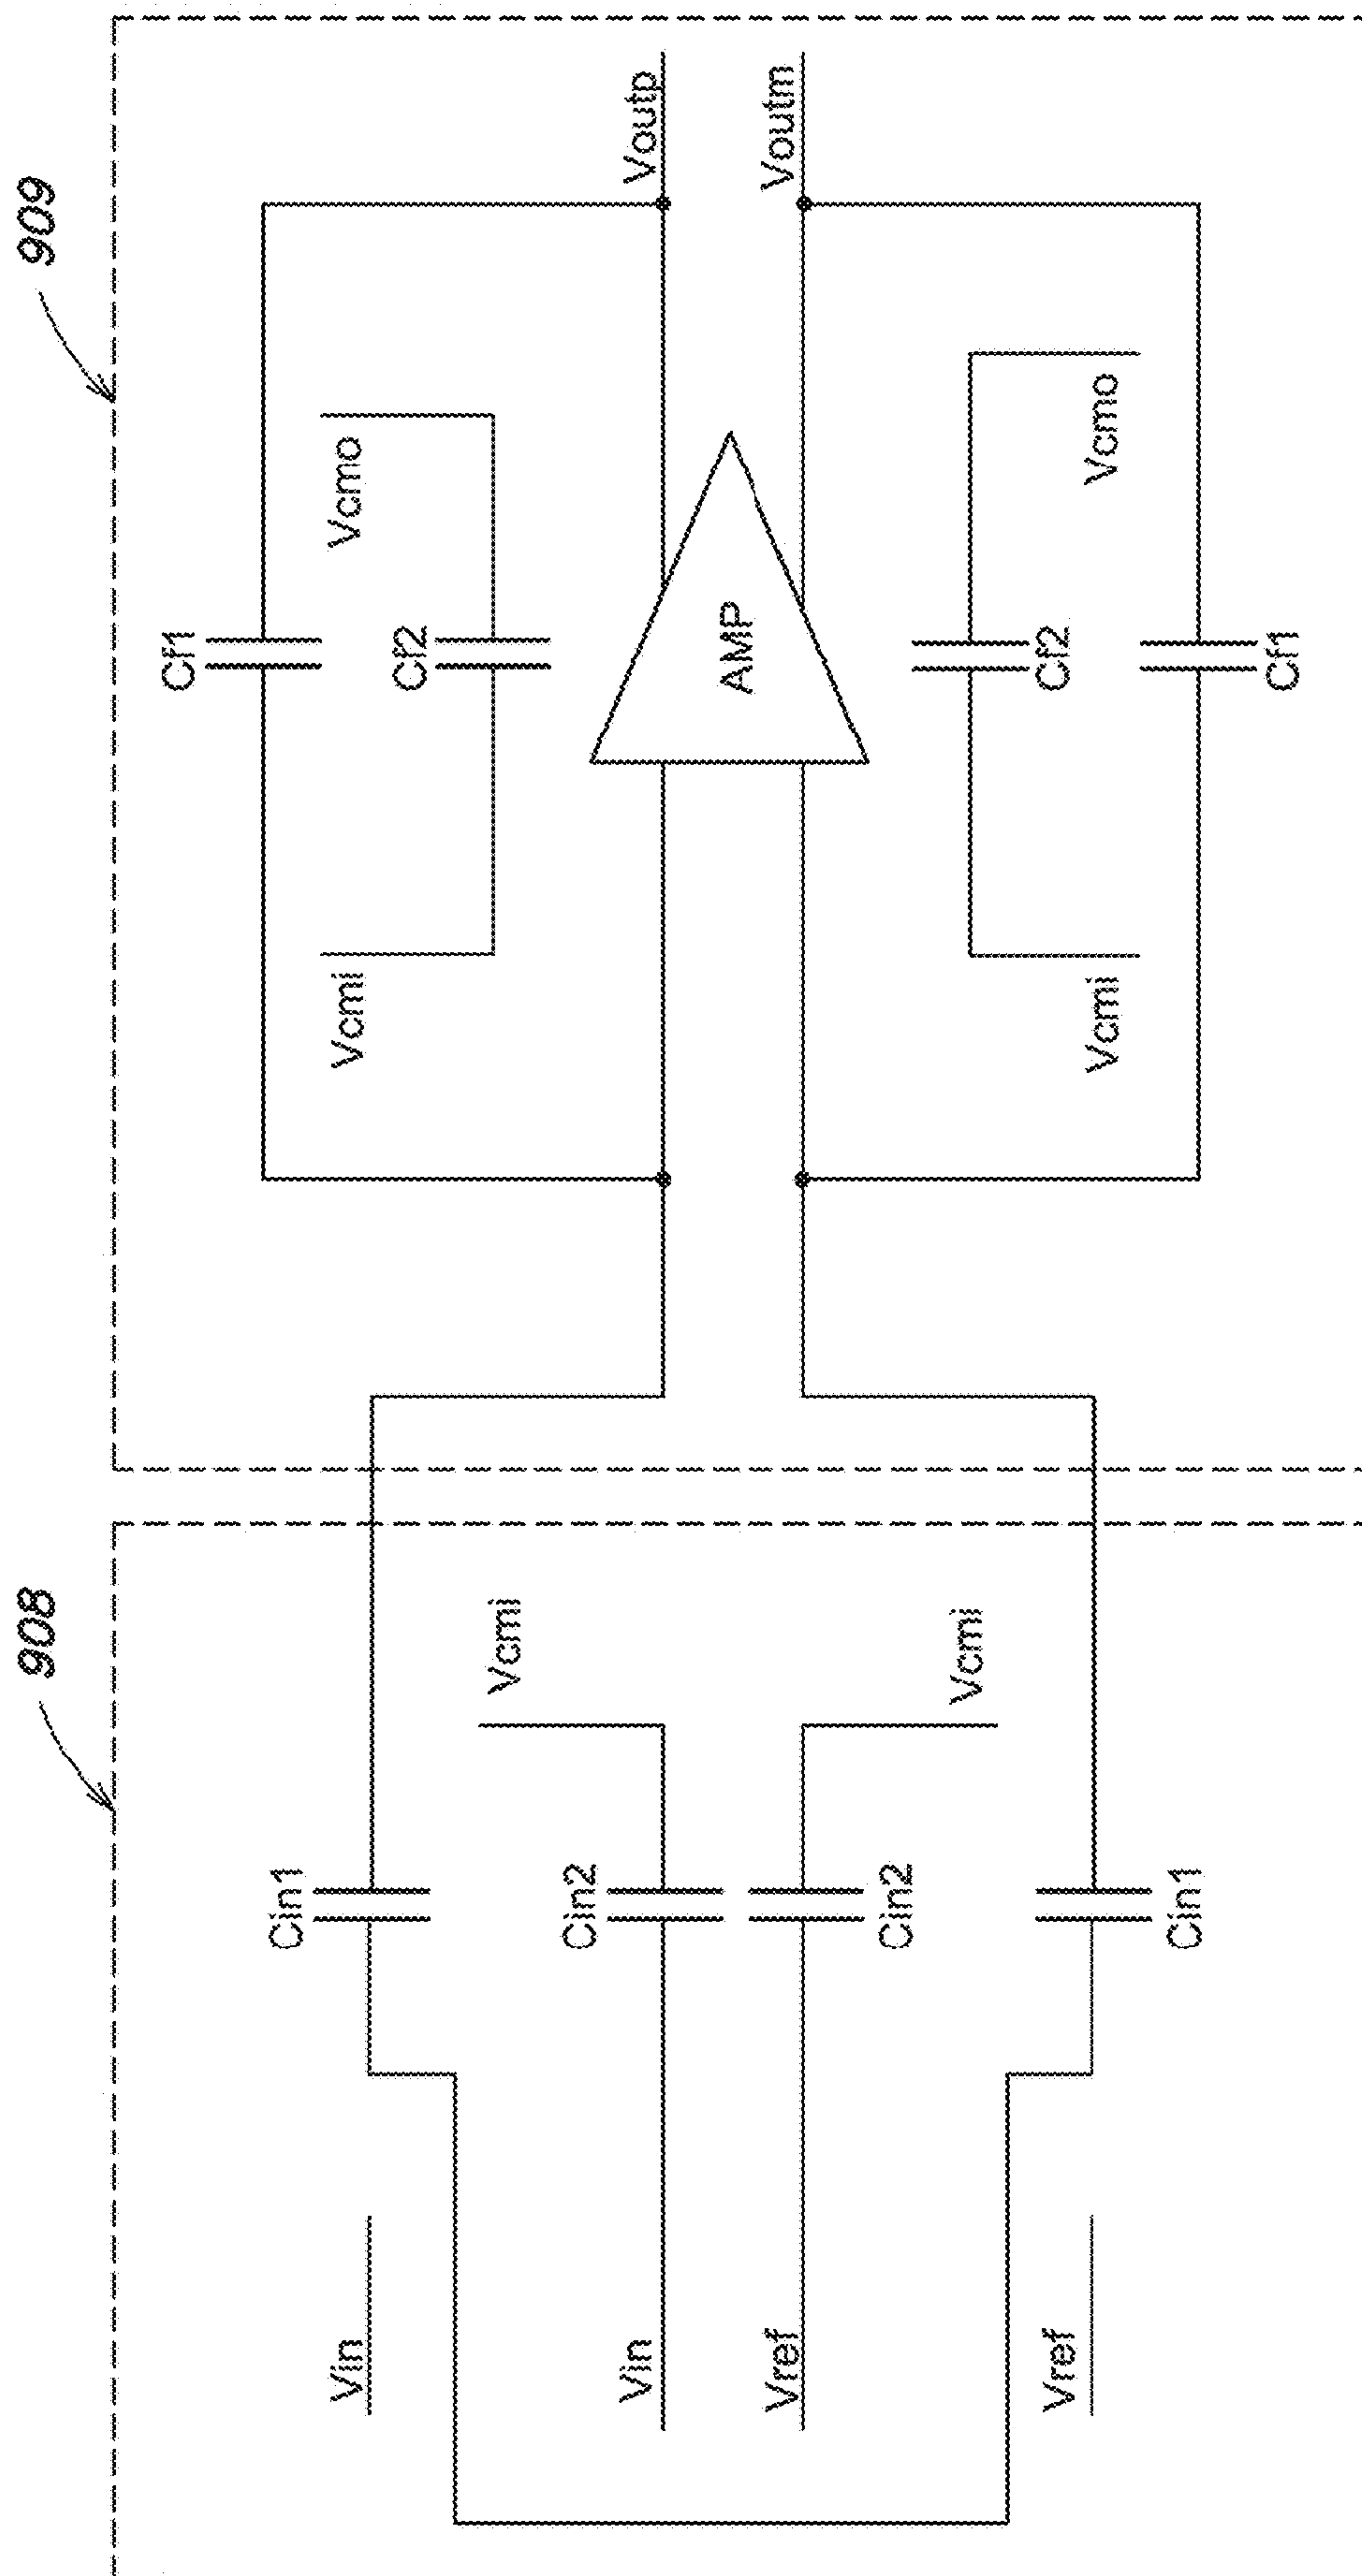 908
909
Cin1
Vcmi
Vin
Cin2
Vin
Vref
Cin2
Vcmi
Vref
Cin1
Cf1
Vcmi
Vcmo
Cf2
Voutp
AMP
Voutm
Cf2
Vcmi
Vcmo
Cf1